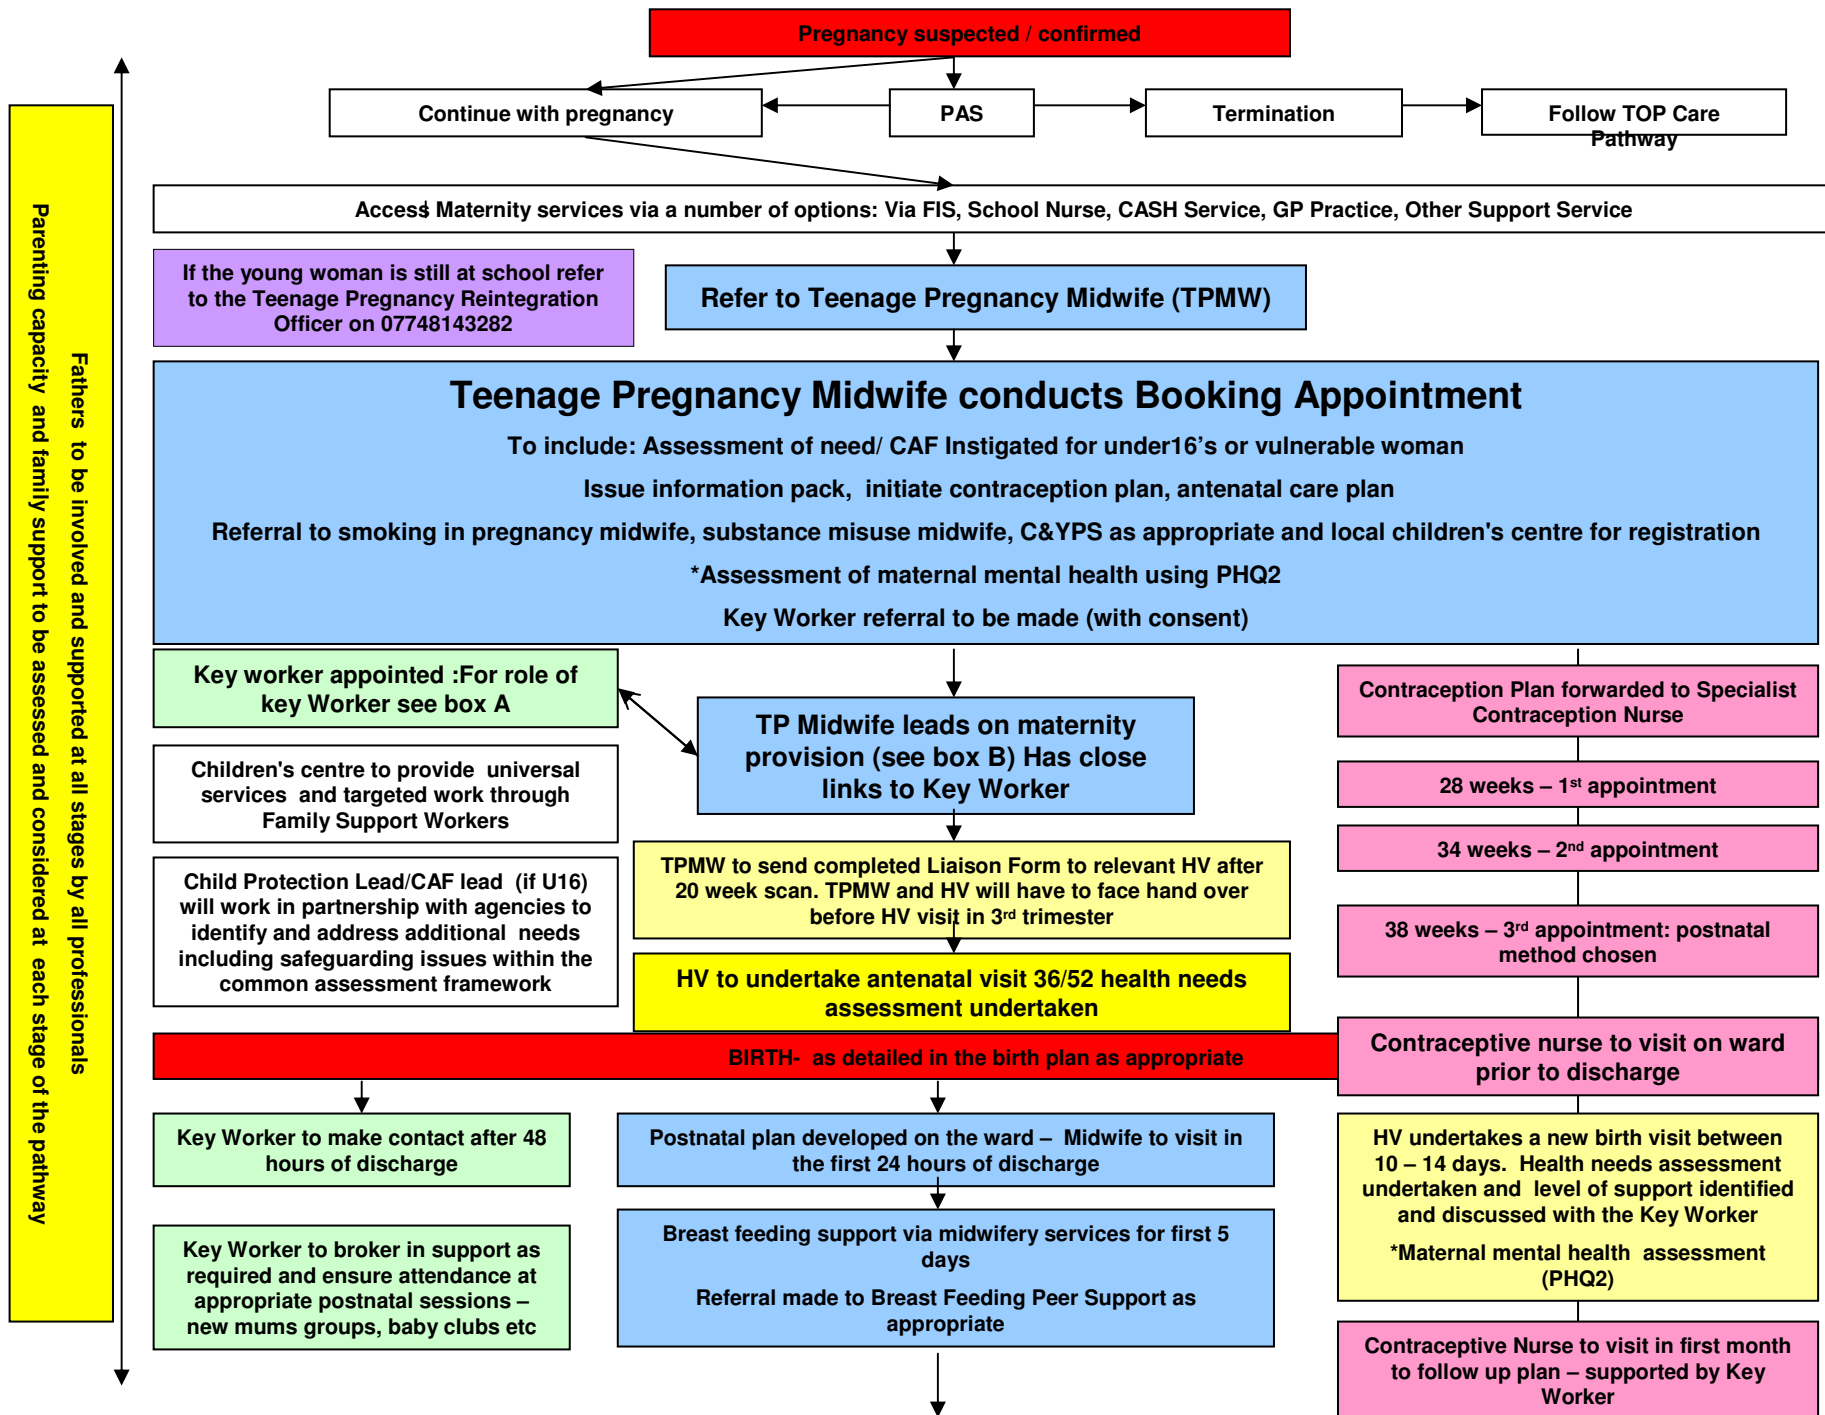 Pregnancy suspected / confirmed
Continue with pregnancy
PAS
Termination
Follow TOP Care
Pathway
Access Maternity services via a number of options: Via FIS, School Nurse, CASH Service, GP Practice, Other Support Service
If the young woman is still at school refer
to the Teenage Pregnancy Reintegration
Officer on 07748143282
Refer to Teenage Pregnancy Midwife (TPMW)
Fathers to be involved and supported at all stages by all professionals
Parenting capacity and family support to be assessed and considered at each stage of the pathway
Teenage Pregnancy Midwife conducts Booking Appointment
To include: Assessment of need/ CAF Instigated for under16's or vulnerable woman
Issue information pack, initiate contraception plan, antenatal care plan
Referral to smoking in pregnancy midwife, substance misuse midwife, C&YPS as appropriate and local children's centre for registration
*Assessment of maternal mental health using PHQ2
Key Worker referral to be made (with consent)
Key worker appointed :For role of
key Worker see box A
Children's centre to provide universal
services and targeted work through
Family Support Workers
Child Protection Lead/CAF lead (if U16)
will work in partnership with agencies to
identify and address additional needs
including safeguarding issues within the
common assessment framework
TP Midwife leads on maternity
provision (see box B) Has close
links to Key Worker
TPMW to send completed Liaison Form to relevant HV after
20 week scan. TPMW and HV will have to face hand over
before HV visit in 3rd trimester
HV to undertake antenatal visit 36/52 health needs
assessment undertaken
Contraception Plan forwarded to Specialist
Contraception Nurse
28 weeks – 1st appointment
34 weeks – 2nd appointment
38 weeks – 3rd appointment: postnatal
method chosen
Contraceptive nurse to visit on ward
prior to discharge
BIRTH- as detailed in the birth plan as appropriate
Key Worker to make contact after 48
hours of discharge
Key Worker to broker in support as
required and ensure attendance at
appropriate postnatal sessions –
new mums groups, baby clubs etc
Postnatal plan developed on the ward – Midwife to visit in
the first 24 hours of discharge
Breast feeding support via midwifery services for first 5
days
Referral made to Breast Feeding Peer Support as
appropriate
HV undertakes a new birth visit between
10 – 14 days. Health needs assessment
undertaken and level of support identified
and discussed with the Key Worker
*Maternal mental health assessment
(PHQ2)
Contraceptive Nurse to visit in first month
to follow up plan – supported by Key
Worker